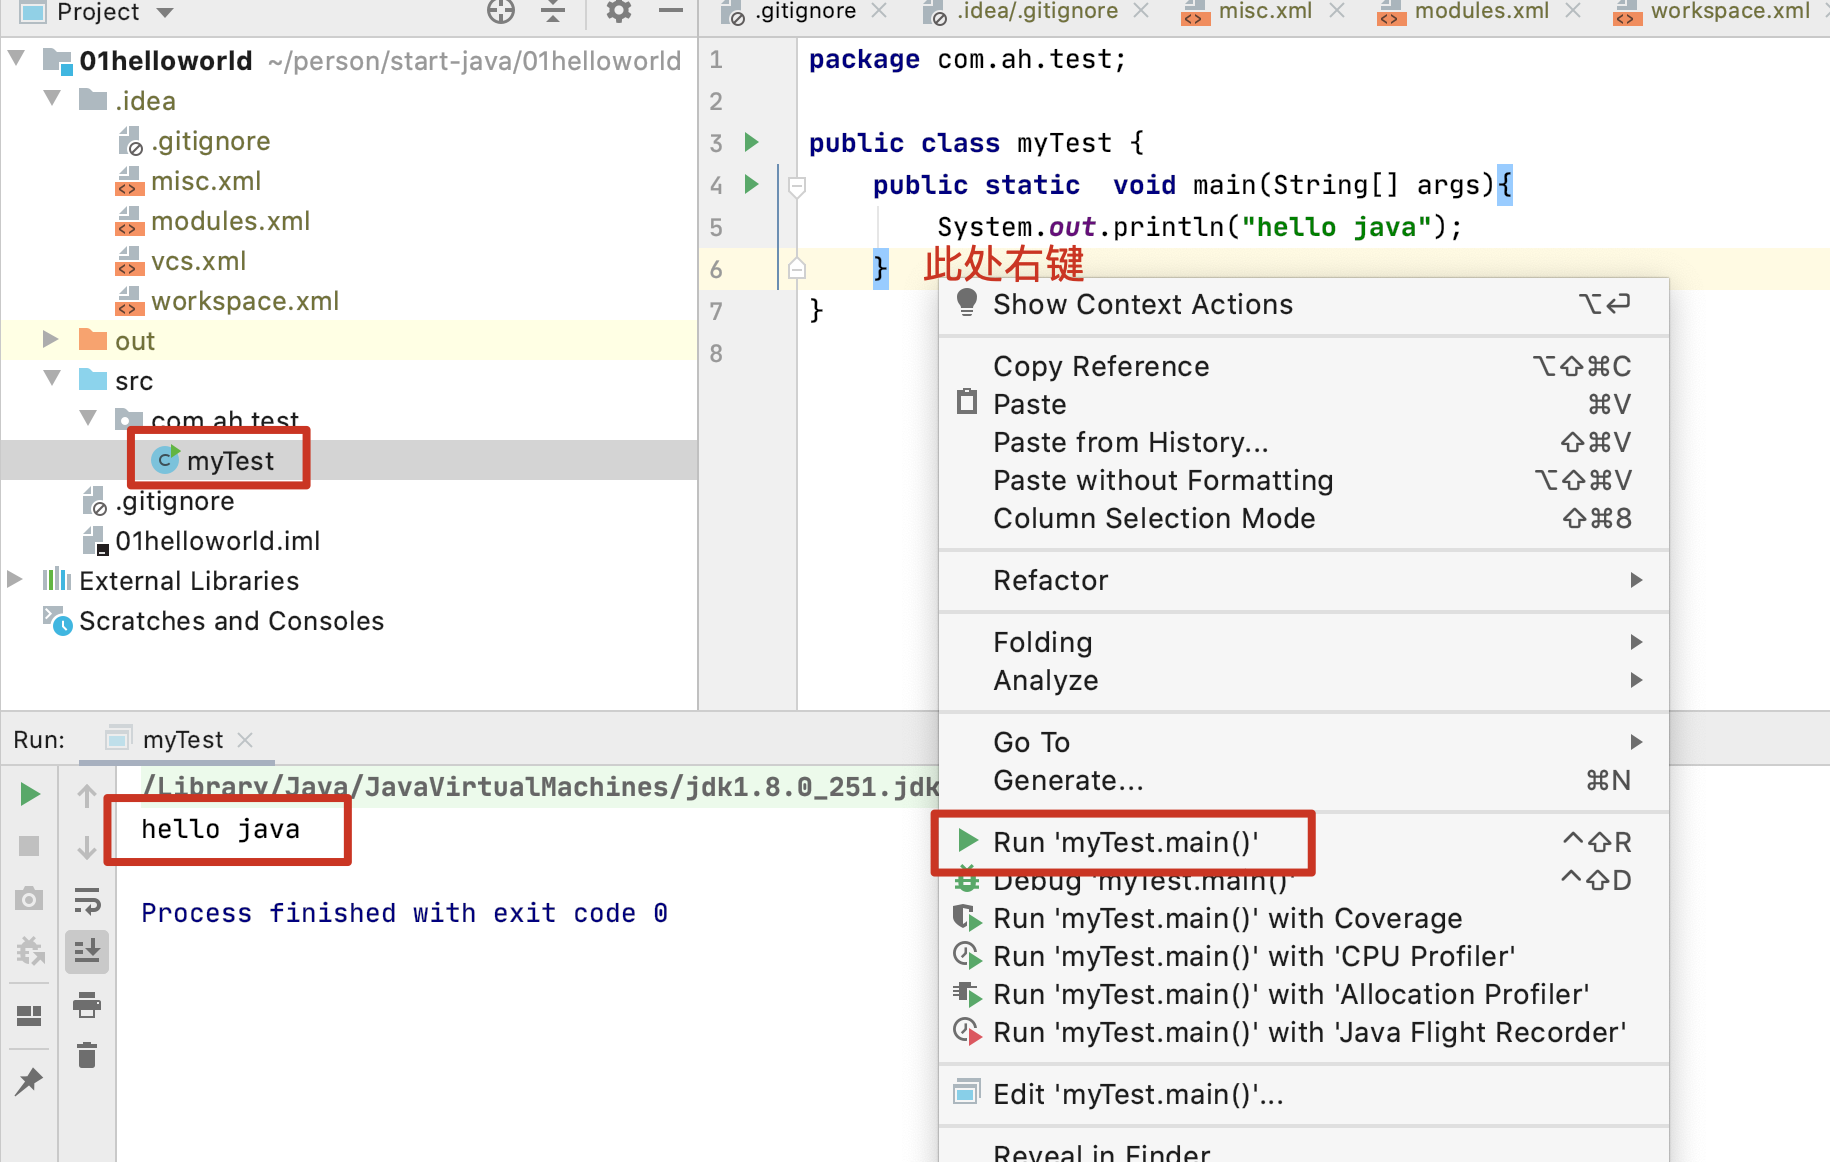 Project
.gitignore
.idea/.gitignore
misc.xml
modules.xml
workspace.xml
01helloworld ~/person/start-java/01helloworld
.idea
.gitignore
misc.xml
modules.xml
vcs.xml
workspace.xml
out
src
com.ah.test
myTest
.gitignore
01helloworld.iml
External Libraries
Scratches and Consoles
1 package com.ah.test;
2
3 public class myTest {
4 public static  void main(String[] args){
5 System.out.println("hello java");
6 } 此处右键
7 }
8
Show Context Actions ⌥⏎
Copy Reference ⌥⇧⌘C
Paste ⌘V
Paste from History... ⇧⌘V
Paste without Formatting ⌥⇧⌘V
Column Selection Mode ⇧⌘8
Refactor
Folding
Analyze
Go To
Generate... ⌘N
Run 'myTest.main()' ^⇧R
Debug 'myTest.main()' ^⇧D
Run 'myTest.main()' with Coverage
Run 'myTest.main()' with 'CPU Profiler'
Run 'myTest.main()' with 'Allocation Profiler'
Run 'myTest.main()' with 'Java Flight Recorder'
Edit 'myTest.main()'...
Reveal in Finder
Run: myTest
/Library/Java/JavaVirtualMachines/jdk1.8.0_251.jdk
hello java
Process finished with exit code 0